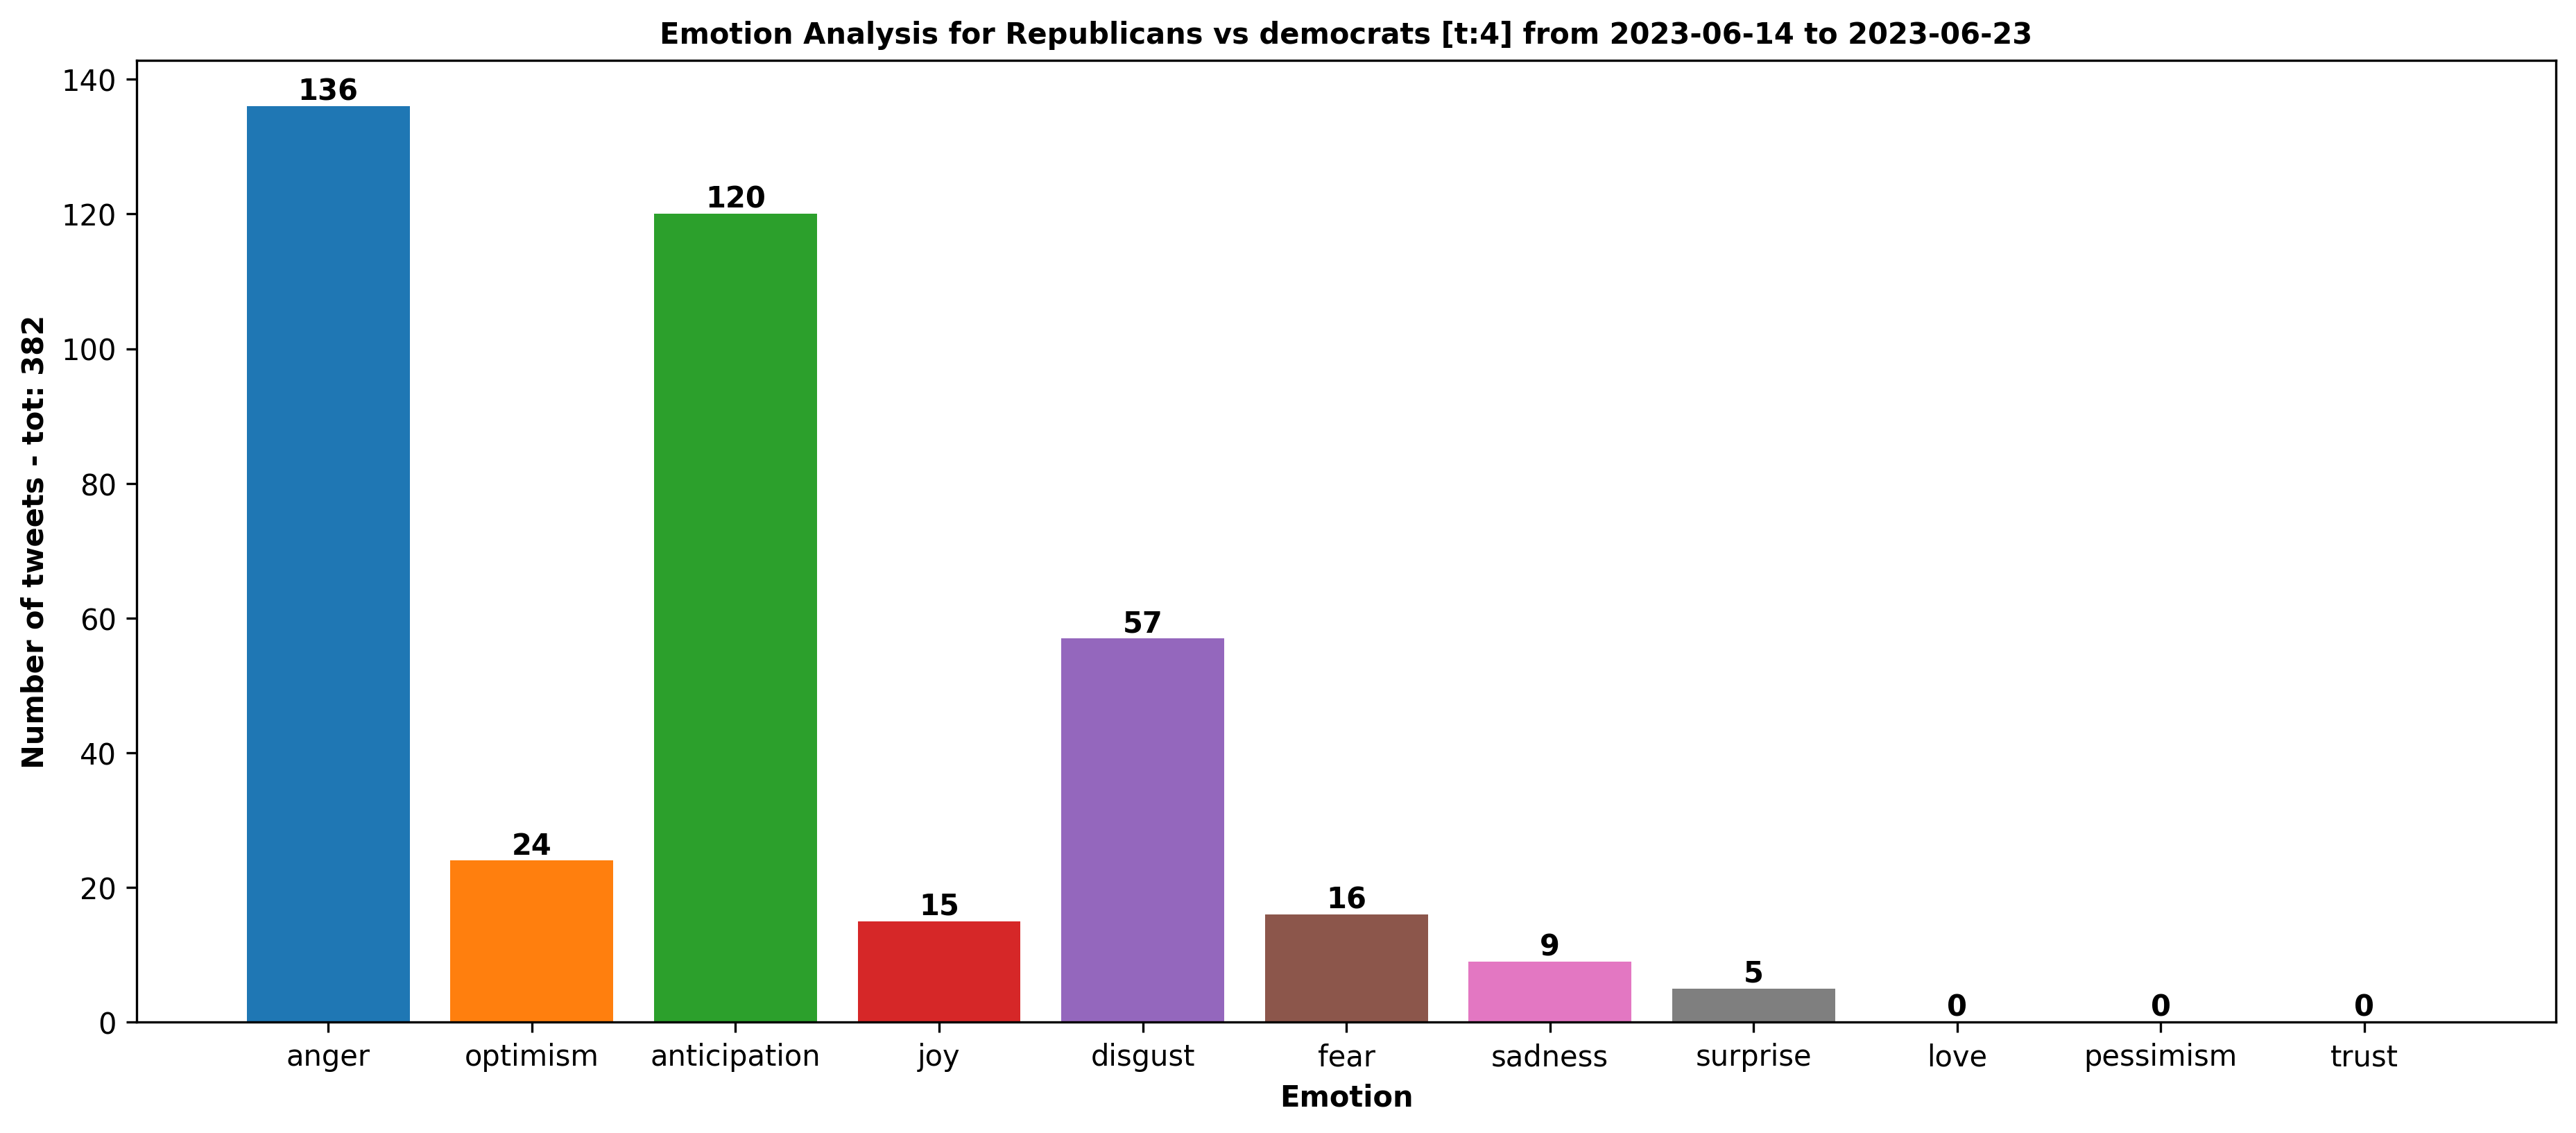 Emotion Analysis for Republicans vs democrats [t:4] from 2023-06-14 to 2023-06-23
Number of tweets - tot: 382
140
120
100
80
60
40
20
0
136
24
120
15
57
16
9
5
0
0
0
anger
optimism
anticipation
joy
disgust
fear
sadness
surprise
love
pessimism
trust
Emotion